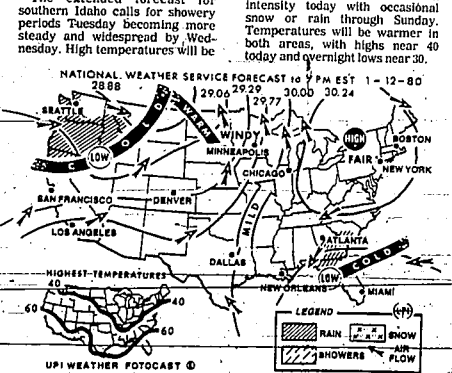 The extended forecast for
southern Idaho calls for showery
periods Tuesday becoming more
steady and widespread by Wed-
nesday. High temperatures will be
intensity today with occasional
snow or rain through Sunday.
Temperatures will be warmer in
both areas, with highs near 40
today and overnight lows near 30.
NATIONAL WEATHER SERVICE FORECAST to 7 PM EST 1-12-80
28.88
29.06
29.29
29.77
30.00
30.24
SEATTLE
COLD
WARM
LOW
WINDY
MINNEAPOLIS
HIGH
FAIR
BOSTON
NEW YORK
CHICAGO
SAN FRANCISCO
DENVER
MILD
LOS ANGELES
ATLANTA
DALLAS
COLD
LOW
NEW ORLEANS
MIAMI
HIGHEST TEMPERATURES
40
40
60
60
UPI WEATHER FOTOCAST ©
LEGEND
UPI
RAIN
SNOW
SHOWERS
AIR
FLOW